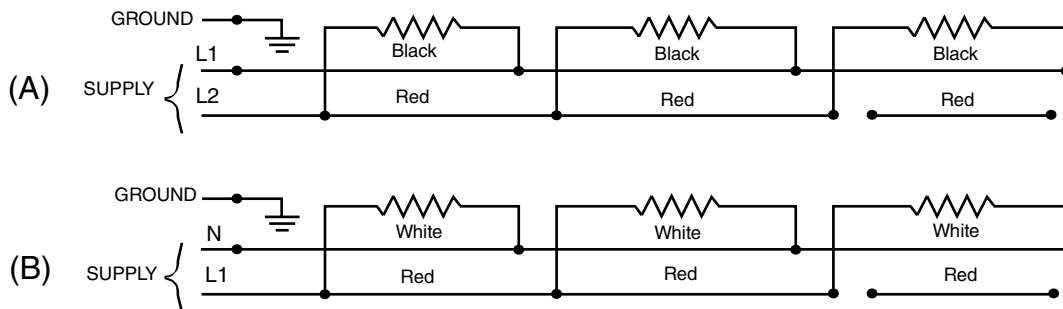 GROUND
Black Black Black
L1
(A) SUPPLY
L2 Red Red Red
GROUND
White White White
N
(B) SUPPLY
L1 Red Red Red